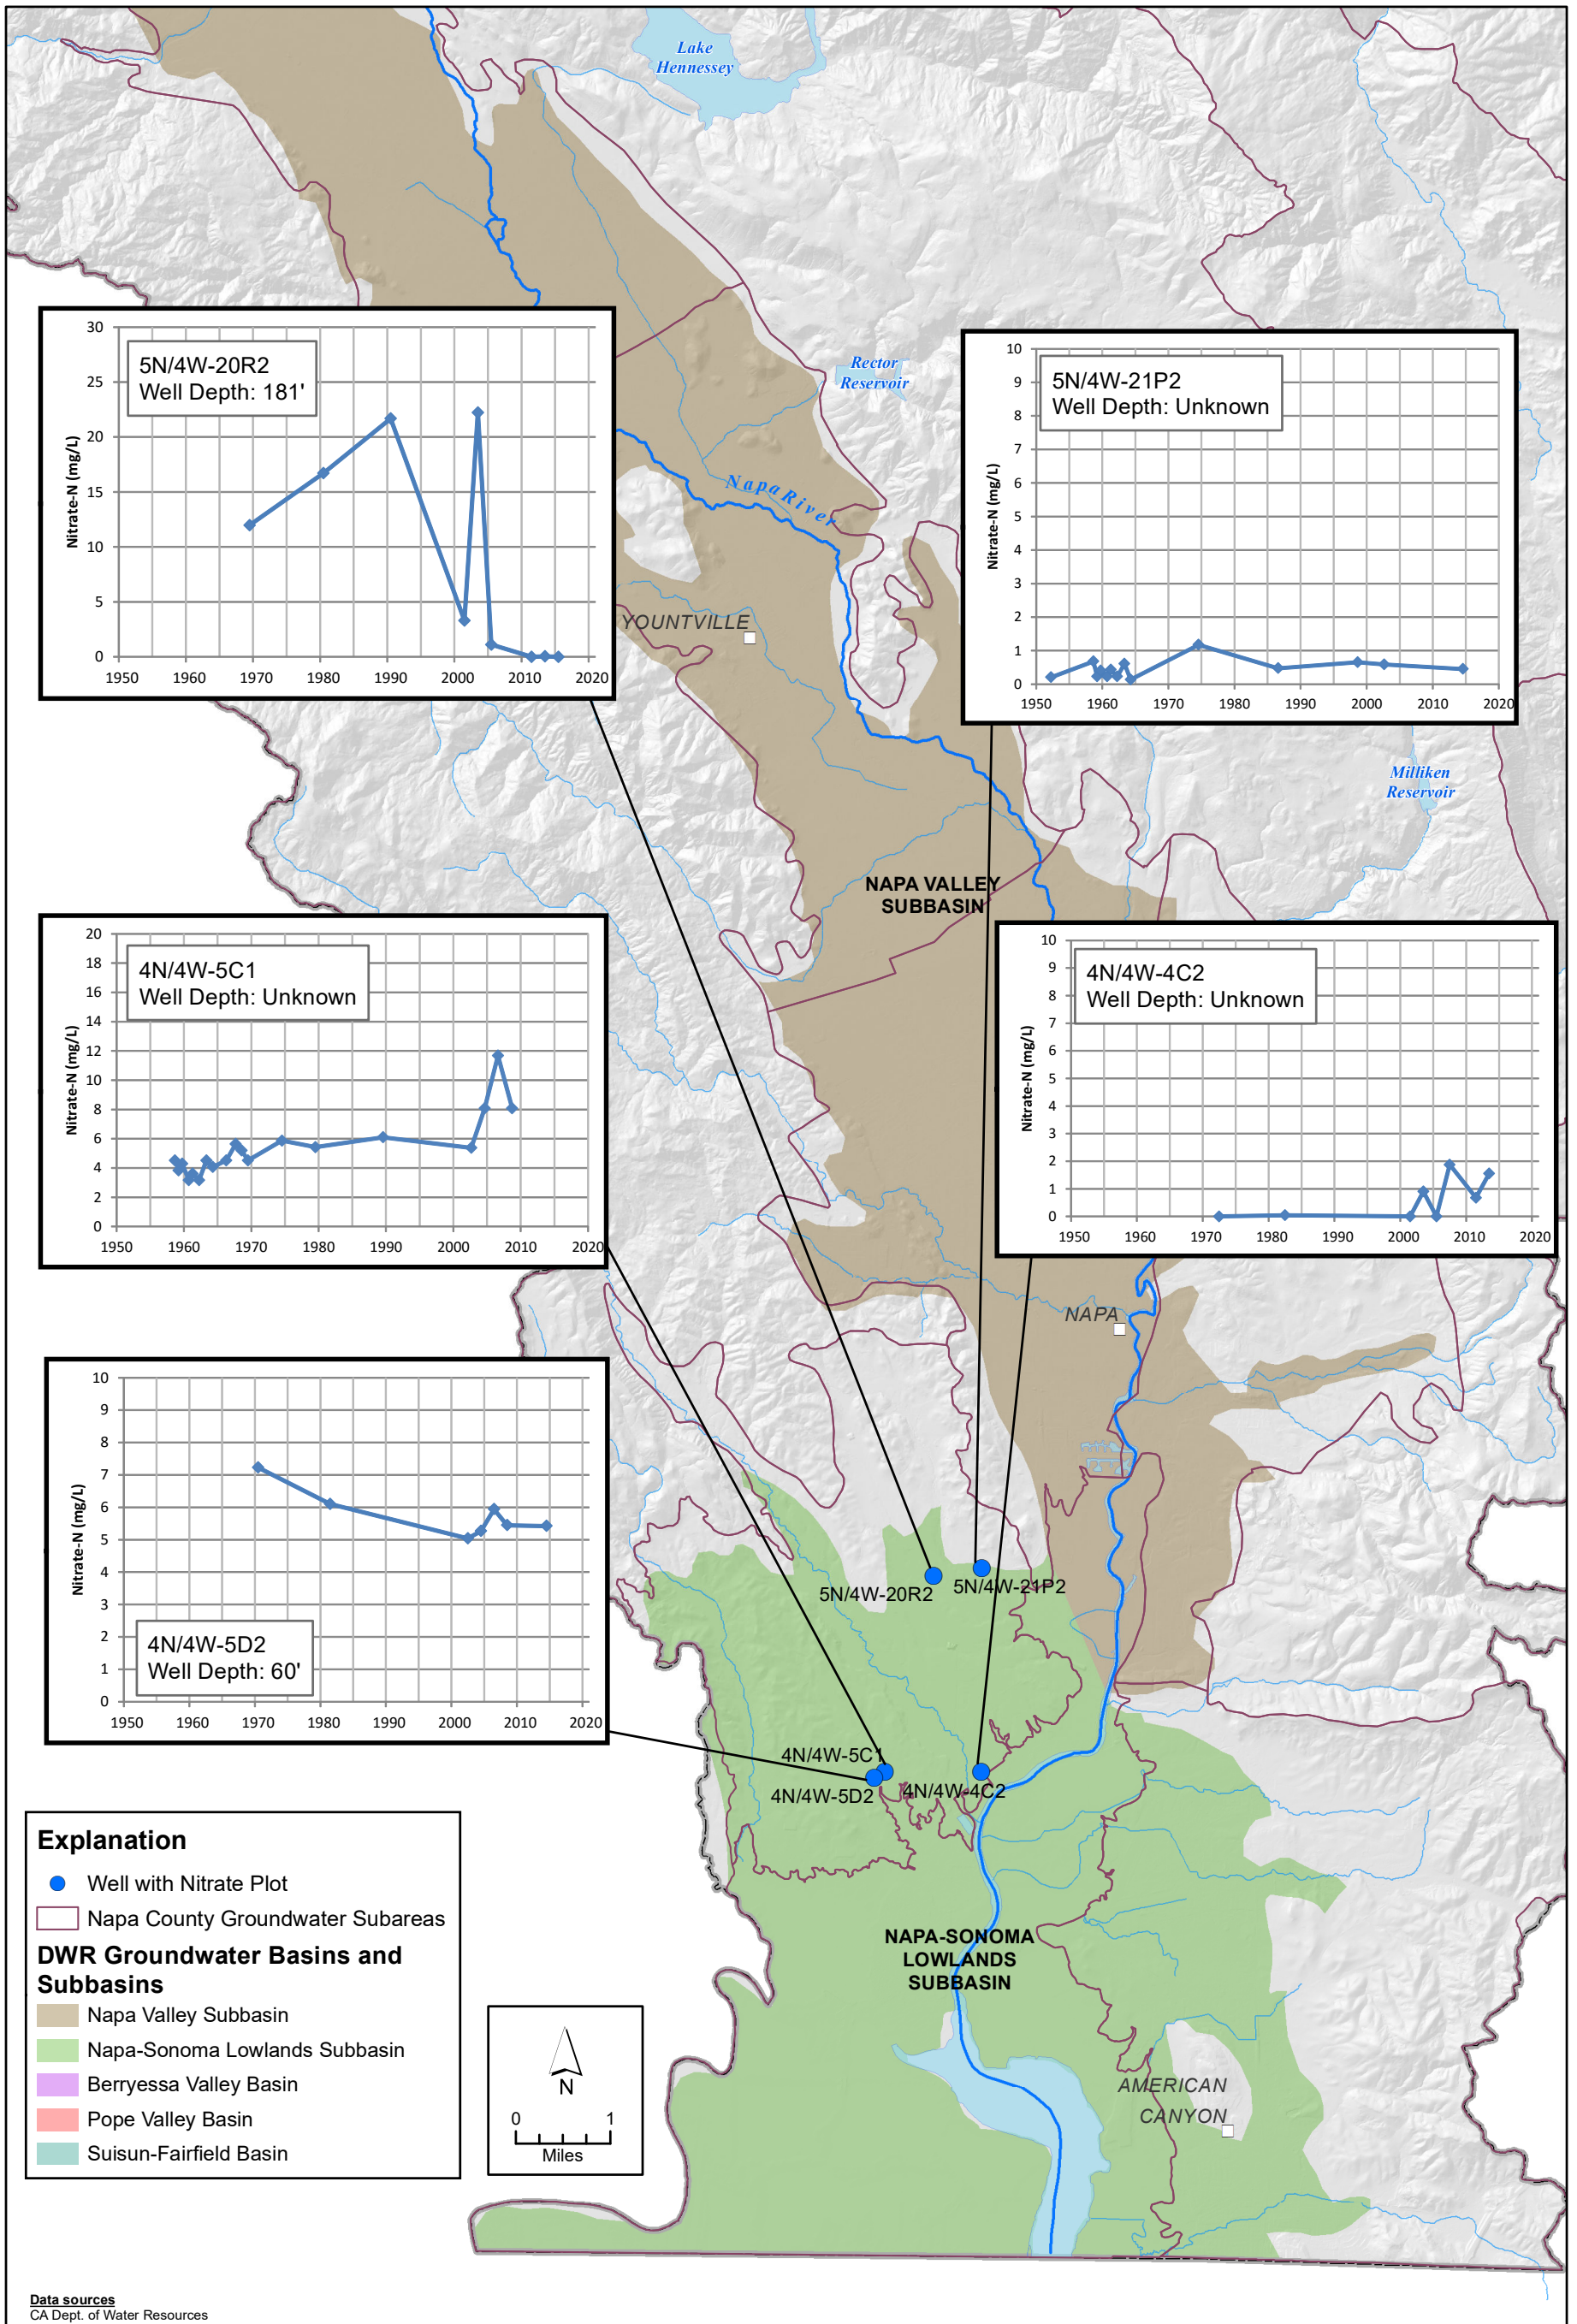 Lake
Hennessey
30
25
20
15
10
5
0
Nitrate-N (mg/L)
5N/4W-20R2
Well Depth: 181'
1950 1960 1970 1980 1990 2000 2010 2020
Rector
Reservoir
10
9
8
7
6
5
4
3
2
1
0
Nitrate-N (mg/L)
5N/4W-21P2
Well Depth: Unknown
1950 1960 1970 1980 1990 2000 2010 2020
Napa River
YOUNTVILLE
Milliken
Reservoir
NAPA VALLEY
SUBBASIN
20
18
16
14
12
10
8
6
4
2
0
Nitrate-N (mg/L)
4N/4W-5C1
Well Depth: Unknown
1950 1960 1970 1980 1990 2000 2010 2020
10
9
8
7
6
5
4
3
2
1
0
Nitrate-N (mg/L)
4N/4W-4C2
Well Depth: Unknown
1950 1960 1970 1980 1990 2000 2010 2020
NAPA
10
9
8
7
6
5
4
3
2
1
0
Nitrate-N (mg/L)
4N/4W-5D2
Well Depth: 60'
1950 1960 1970 1980 1990 2000 2010 2020
5N/4W-20R2
5N/4W-21P2
4N/4W-5C1
4N/4W-5D2
4N/4W-4C2
Explanation
Well with Nitrate Plot
Napa County Groundwater Subareas
DWR Groundwater Basins and
Subbasins
Napa Valley Subbasin
Napa-Sonoma Lowlands Subbasin
Berryessa Valley Basin
Pope Valley Basin
Suisun-Fairfield Basin
NAPA-SONOMA
LOWLANDS
SUBBASIN
N
0 1
Miles
AMERICAN
CANYON
Data sources
CA Dept. of Water Resources